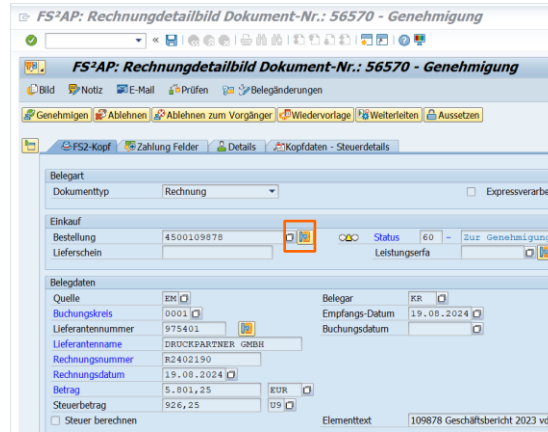 FS²AP: Rechnungdetailbild Dokument-Nr.: 56570 - Genehmigung
FS²AP: Rechnungdetailbild Dokument-Nr.: 56570 - Genehmigung
Bild Notiz E-Mail Prüfen Belegänderungen
Genehmigen Ablehnen Ablehnen zum Vorgänger Wiedervorlage Weiterleiten Aussetzen
FS2-Kopf Zahlung Felder Details Kopfdaten - Steuerdetails
Belegart
Dokumenttyp Rechnung Expressverarbe
Einkauf
Bestellung 4500109878 Status 60 - Zur Genehmigung
Lieferschein Leistungserfa
Belegdaten
Quelle EM Belegar KR
Buchungskreis 0001 Empfangs-Datum 19.08.2024
Lieferantennummer 975401 Buchungsdatum
Lieferantenname DRUCKPARTNER GMBH
Rechnungsnummer R2402190
Rechnungsdatum 19.08.2024
Betrag 5.801,25 EUR
Steuerbetrag 926,25 U9
Steuer berechnen Elementtext 109878 Geschäftsbericht 2023 vo